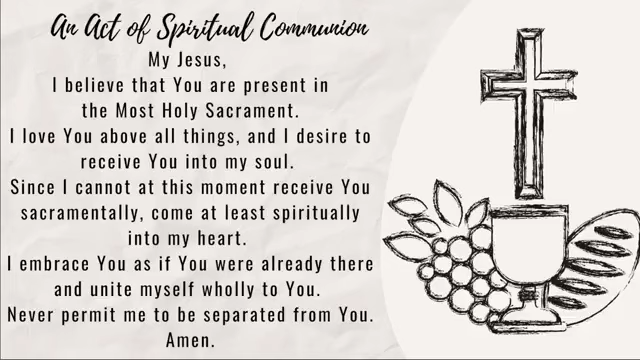 An Act of Spiritual Communion
My Jesus,
I believe that You are present in
the Most Holy Sacrament.
I love You above all things, and I desire to
receive You into my soul.
Since I cannot at this moment receive You
sacramentally, come at least spiritually
into my heart.
I embrace You as if You were already there
and unite myself wholly to You.
Never permit me to be separated from You.
Amen.